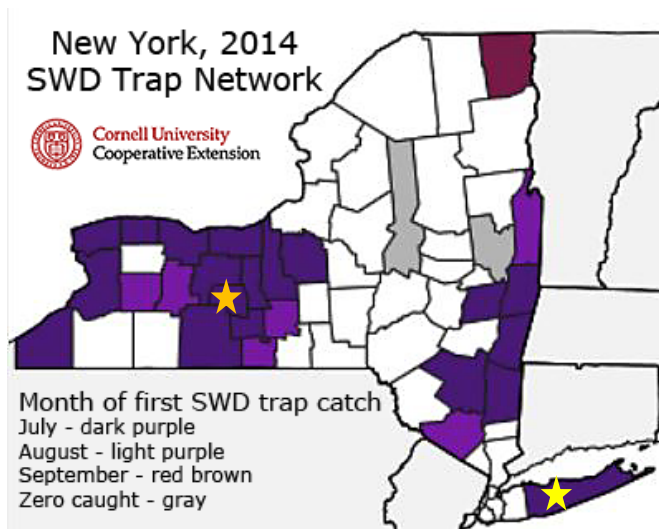 New York, 2014
SWD Trap Network
Cornell University
Cooperative Extension
Month of first SWD trap catch
July - dark purple
August - light purple
September - red brown
Zero caught - gray